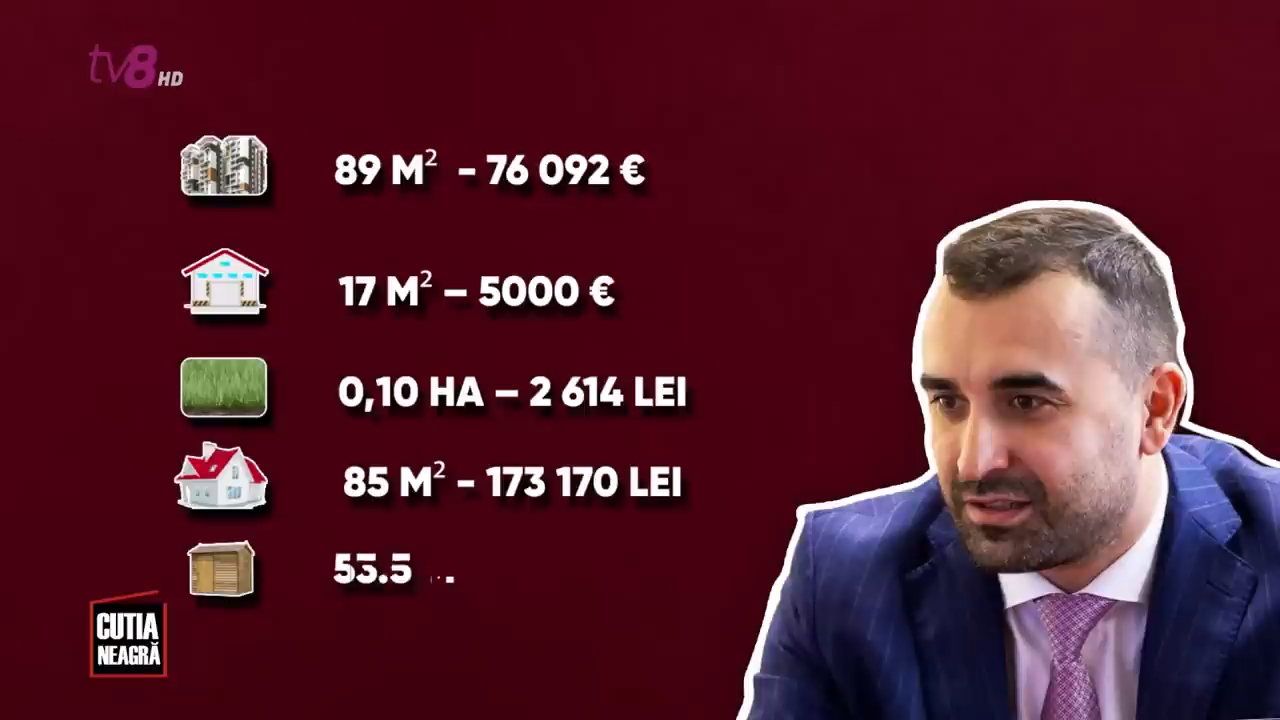 tv8 HD
89 M² - 76 092 €
17 M² – 5000 €
0,10 HA – 2 614 LEI
85 M² - 173 170 LEI
53.5
CUTIA
NEAGRĂ